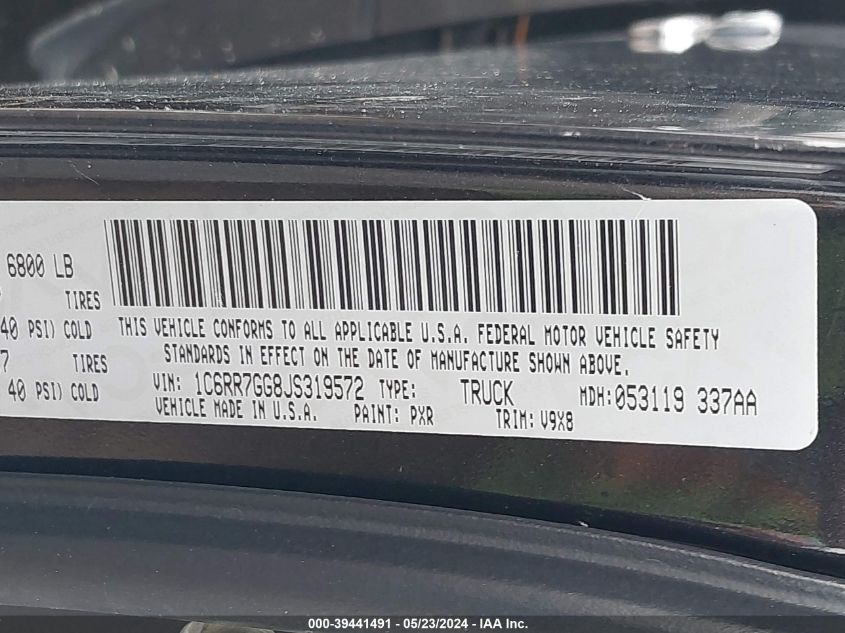 6800 LB
TIRES
40 PSI) COLD
7 TIRES
40 PSI) COLD
THIS VEHICLE CONFORMS TO ALL APPLICABLE U.S.A. FEDERAL MOTOR VEHICLE SAFETY
STANDARDS IN EFFECT ON THE DATE OF MANUFACTURE SHOWN ABOVE.
VIN: 1C6RR7GG8JS319572 TYPE: TRUCK MDH:053119 337AA
VEHICLE MADE IN U.S.A. PAINT: PXR TRIM: V9X8
000-39441491 - 05/23/2024 - IAA Inc.